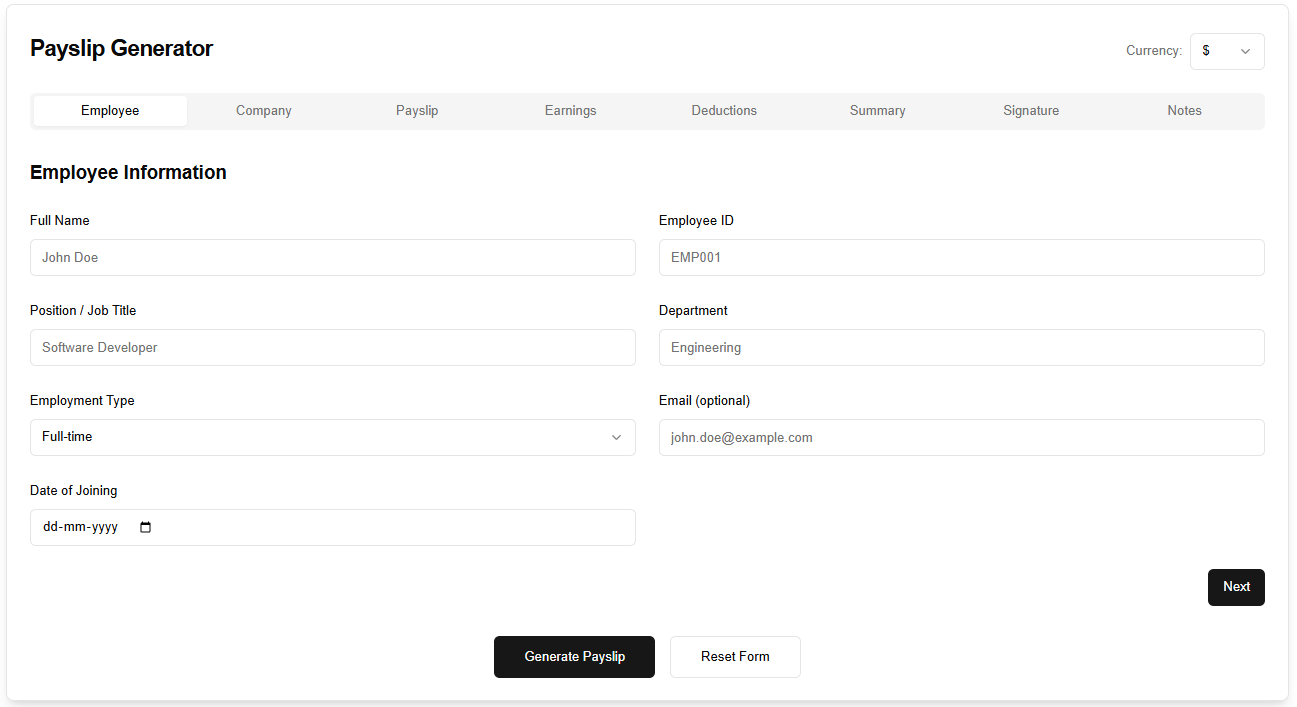 Payslip Generator
Currency: $
Employee Company Payslip Earnings Deductions Summary Signature Notes
Employee Information
Full Name Employee ID
John Doe EMP001
Position / Job Title Department
Software Developer Engineering
Employment Type Email (optional)
Full-time john.doe@example.com
Date of Joining
dd-mm-yyyy
Next
Generate Payslip Reset Form